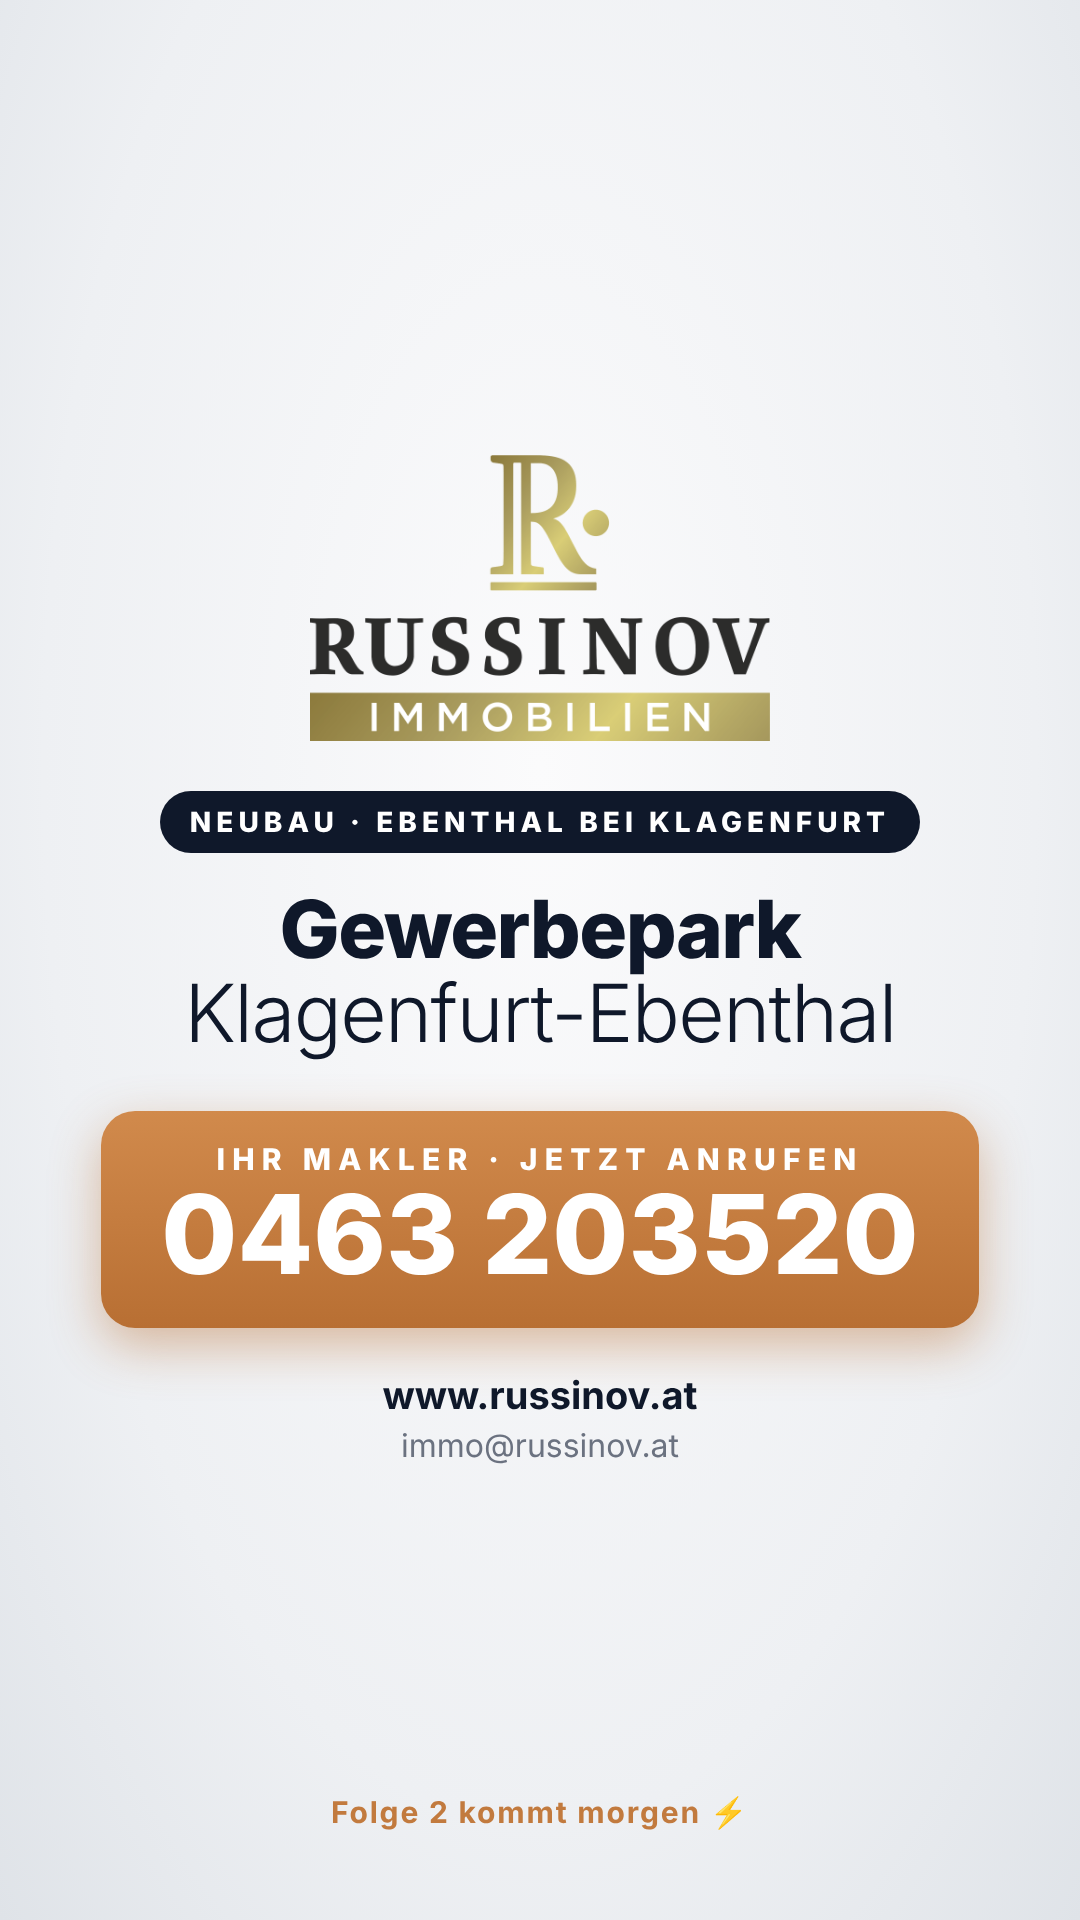 R.
RUSSINOV
IMMOBILIEN
NEUBAU · EBENTHAL BEI KLAGENFURT
Gewerbepark
Klagenfurt-Ebenthal
IHR MAKLER · JETZT ANRUFEN
0463 203520
www.russinov.at
immo@russinov.at
Folge 2 kommt morgen ⚡